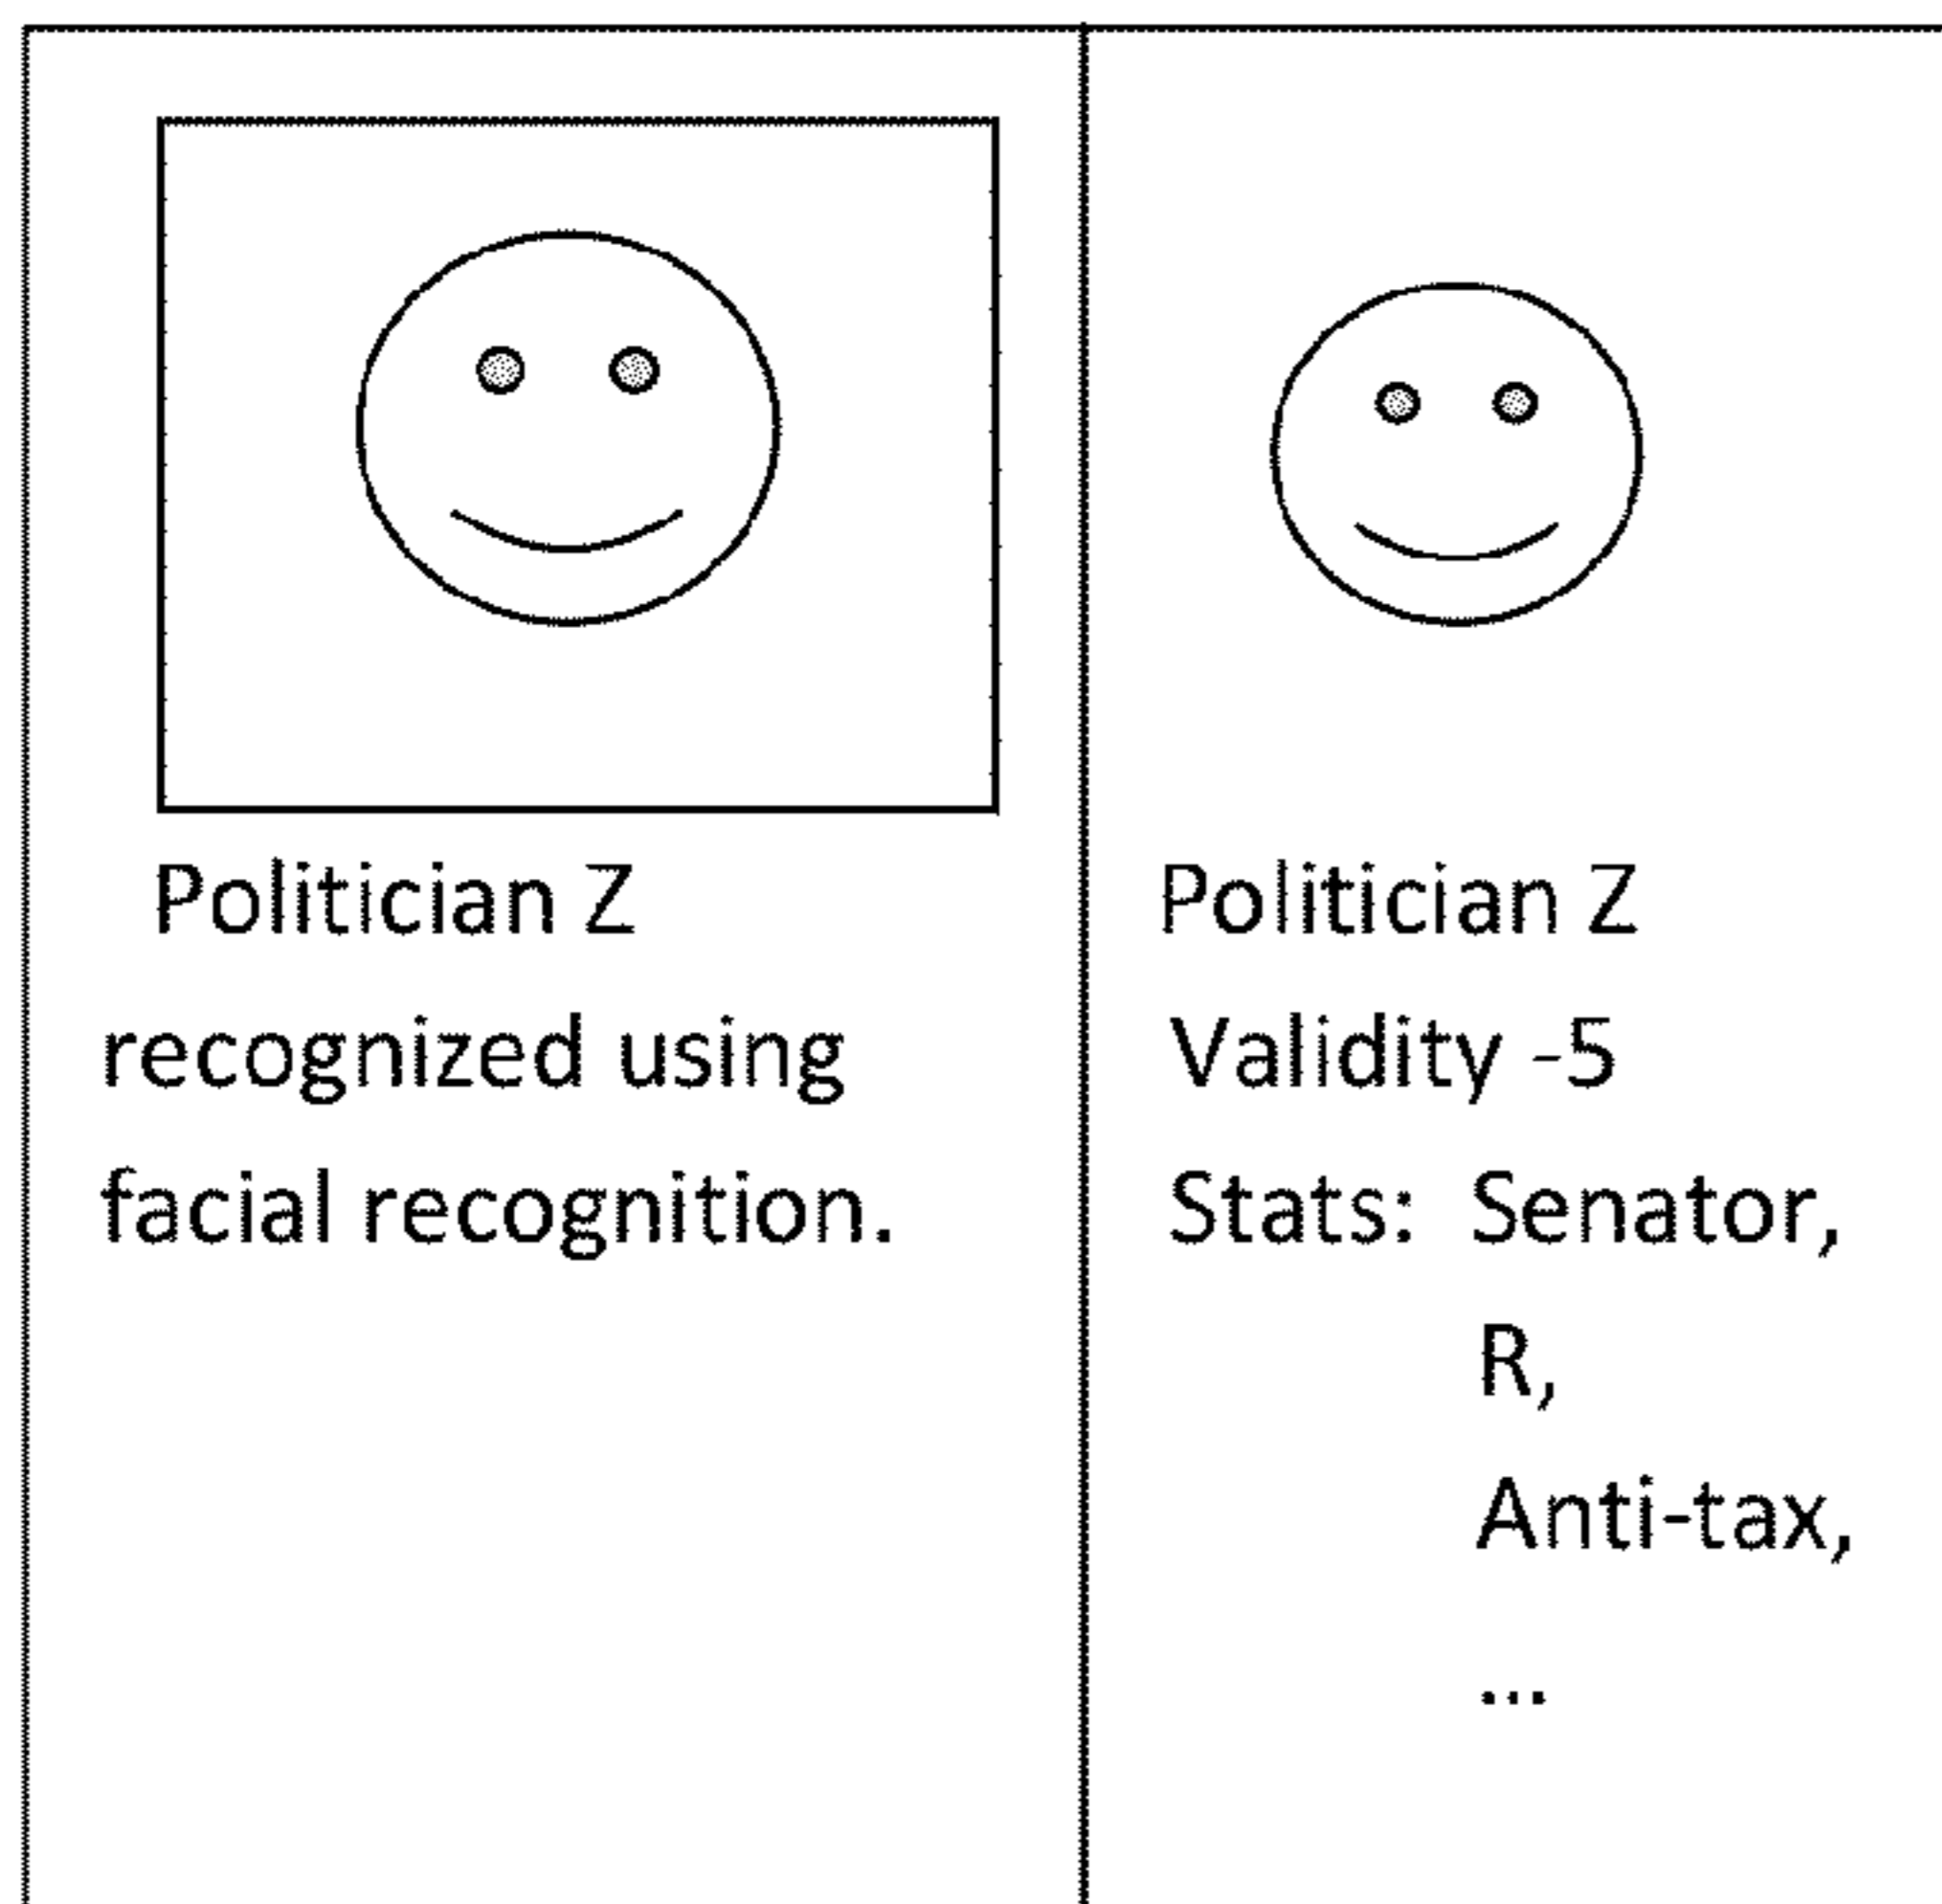 Politician Z
recognized using
facial recognition.
Politician Z
Validity -5
Stats: Senator,
R,
Anti-tax,
...